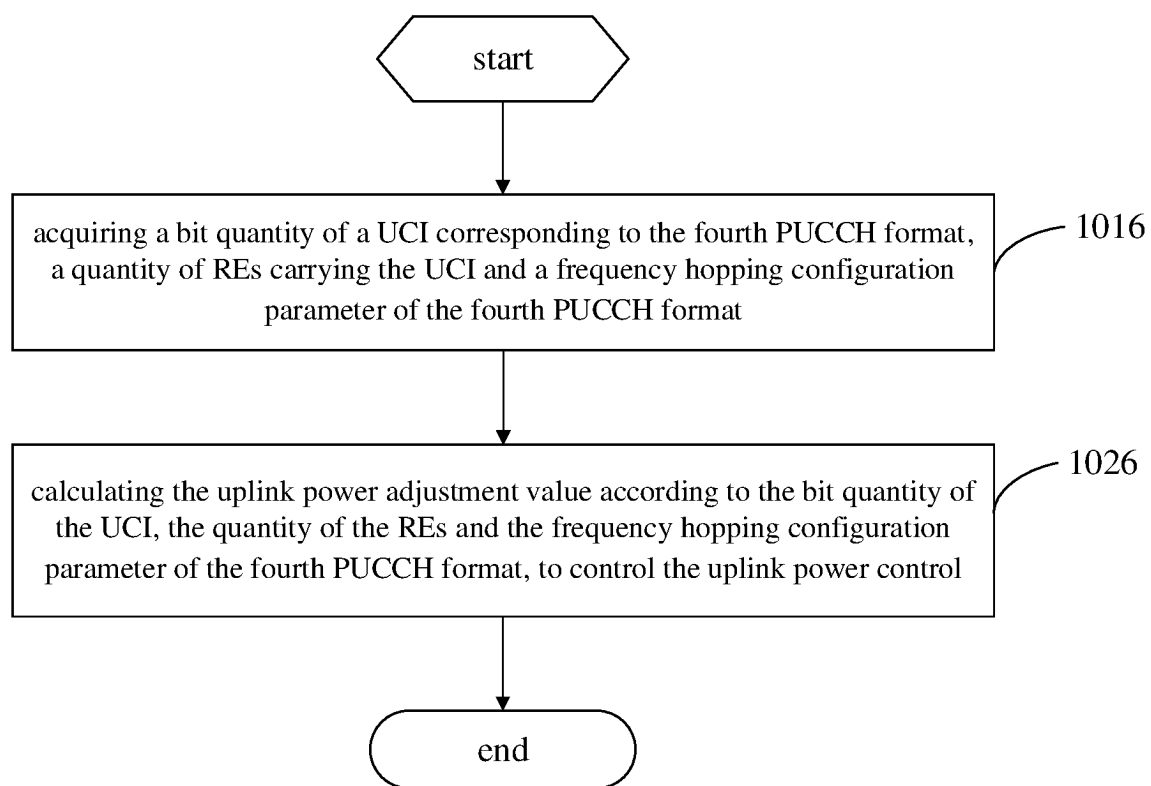 start
acquiring a bit quantity of a UCI corresponding to the fourth PUCCH format,
a quantity of REs carrying the UCI and a frequency hopping configuration
parameter of the fourth PUCCH format
1016
calculating the uplink power adjustment value according to the bit quantity of
the UCI, the quantity of the REs and the frequency hopping configuration
parameter of the fourth PUCCH format, to control the uplink power control
1026
end